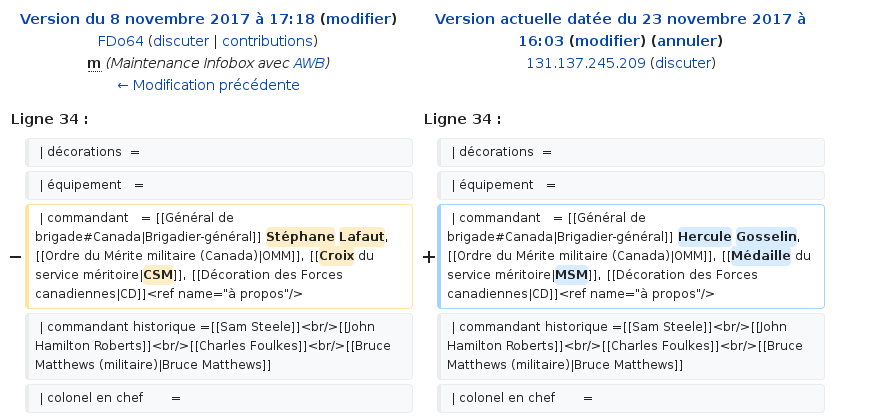 Version du 8 novembre 2017 à 17:18 (modifier)
FDo64 (discuter | contributions)
m (Maintenance Infobox avec AWB)
← Modification précédente
Version actuelle datée du 23 novembre 2017 à
16:03 (modifier) (annuler)
131.137.245.209 (discuter)
Ligne 34 :
Ligne 34 :
| décorations =
| décorations =
| équipement =
| équipement =
−
| commandant = [[Général de
brigade#Canada|Brigadier-général]] Stéphane Lafaut,
[[Ordre du Mérite militaire (Canada)|OMM]], [[Croix du
service méritoire|CSM]], [[Décoration des Forces
canadiennes|CD]]<ref name="à propos"/>
+
| commandant = [[Général de
brigade#Canada|Brigadier-général]] Hercule Gosselin,
[[Ordre du Mérite militaire (Canada)|OMM]], [[Médaille du
service méritoire|MSM]], [[Décoration des Forces
canadiennes|CD]]<ref name="à propos"/>
| commandant historique =[[Sam Steele]]<br/>[[John
Hamilton Roberts]]<br/>[[Charles Foulkes]]<br/>[[Bruce
Matthews (militaire)|Bruce Matthews]]
| commandant historique =[[Sam Steele]]<br/>[[John
Hamilton Roberts]]<br/>[[Charles Foulkes]]<br/>[[Bruce
Matthews (militaire)|Bruce Matthews]]
| colonel en chef =
| colonel en chef =